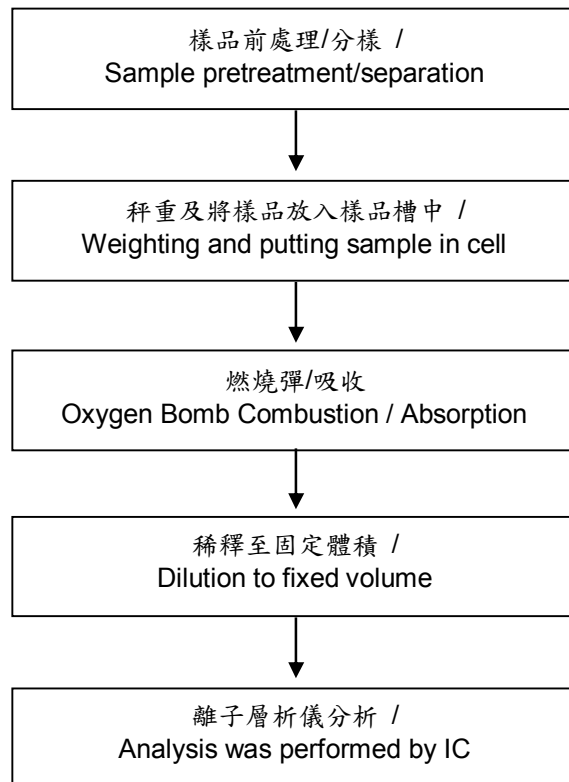 樣品前處理/分樣 /
Sample pretreatment/separation
秤重及將樣品放入樣品槽中 /
Weighting and putting sample in cell
燃燒彈/吸收
Oxygen Bomb Combustion / Absorption
稀釋至固定體積 /
Dilution to fixed volume
離子層析儀分析 /
Analysis was performed by IC